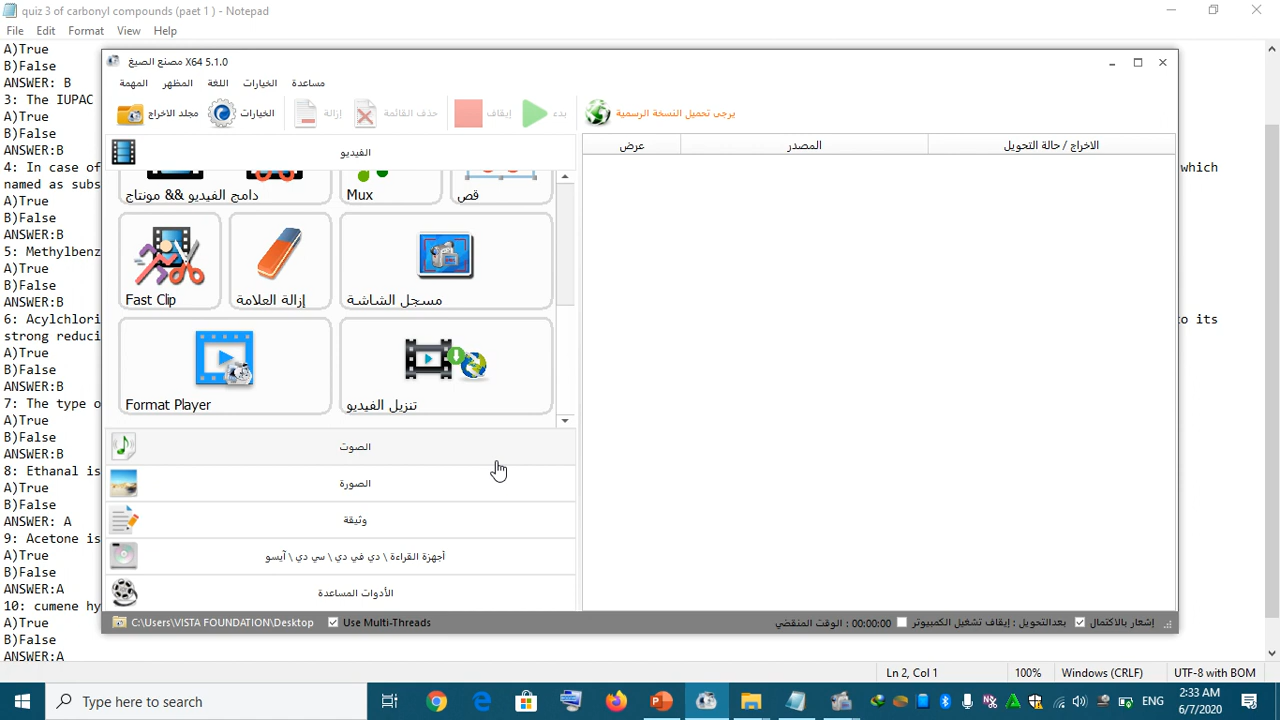 quiz 3 of carbonyl compounds (paet 1 ) - Notepad
File Edit Format View Help
A)True
B)False
ANSWER: B
3: The IUPAC
A)True
B)False
ANSWER:B
4: In case of
which
named as subs
A)True
B)False
ANSWER:B
5: Methylbenz
A)True
B)False
ANSWER:B
6: Acylchlori
to its
strong reduci
A)True
B)False
ANSWER:B
7: The type o
A)True
B)False
ANSWER:B
8: Ethanal is
A)True
B)False
ANSWER: A
9: Acetone is
A)True
B)False
ANSWER:A
10: cumene hy
A)True
B)False
ANSWER:A
مصنع الصيغ X64 5.1.0
المهمة المظهر اللغة الخيارات مساعدة
مجلد الاخراج الخيارات إزالة حذف القائمة إيقاف بدء يرجى تحميل النسخة الرسمية
الفيديو
عرض المصدر الاخراج / حالة التحويل
دامج الفيديو && مونتاج Mux قص
Fast Clip إزالة العلامة مسجل الشاشة
Format Player تنزيل الفيديو
الصوت
الصورة
وثيقة
أجهزة القراءة \ دي في دي \ سي دي \ آيسو
الأدوات المساعدة
C:\Users\VISTA FOUNDATION\Desktop Use Multi-Threads الوقت المنقضي : 00:00:00 بعدالتحويل : إيقاف تشغيل الكمبيوتر إشعار بالاكتمال
Ln 2, Col 1 100% Windows (CRLF) UTF-8 with BOM
Type here to search
ENG
2:33 AM
6/7/2020